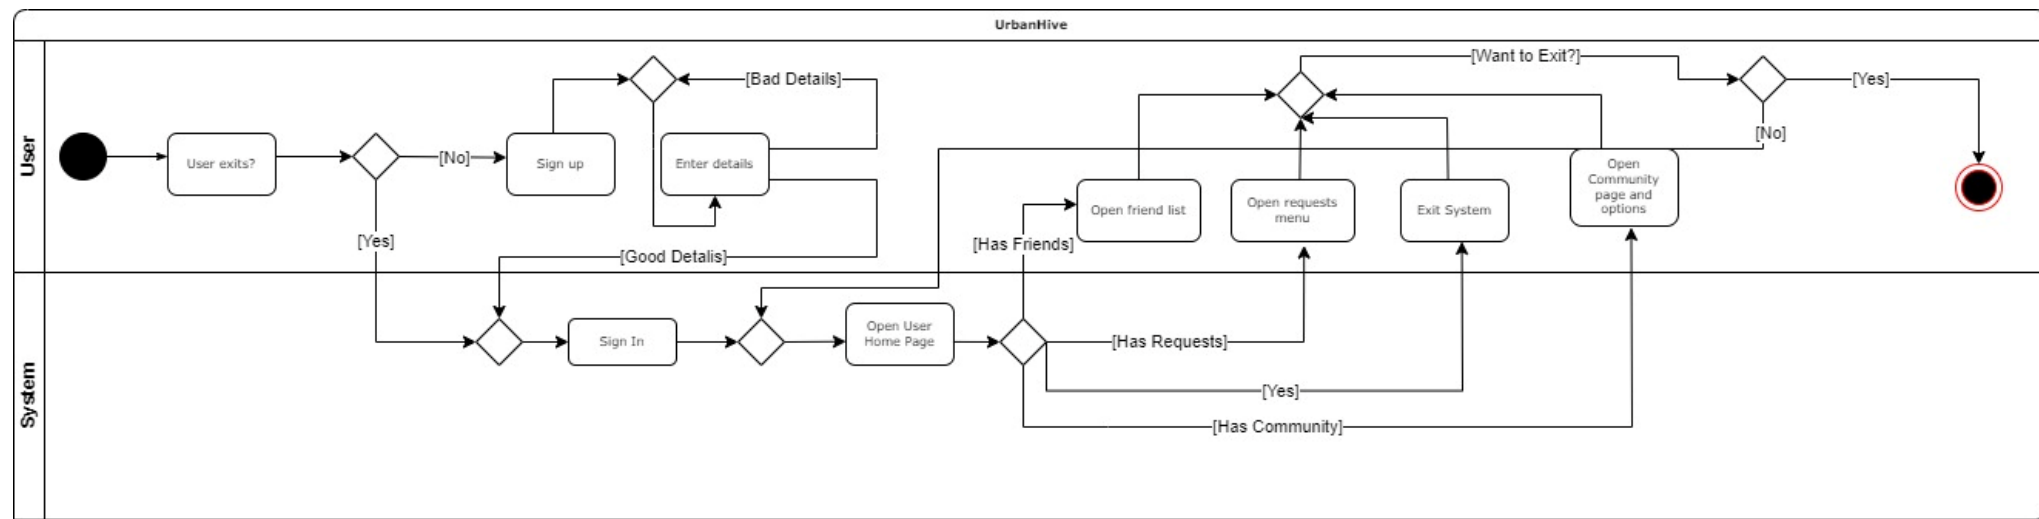 UrbanHive
User
[Want to Exit?]
[Bad Details]
[Yes]
[No]
User exits?
[No]
Sign up
Enter details
Open
Community
page and
options
Open friend list
Open requests
menu
Exit System
[Yes]
[Has Friends]
[Good Detalis]
System
Sign In
Open User
Home Page
[Has Requests]
[Yes]
[Has Community]